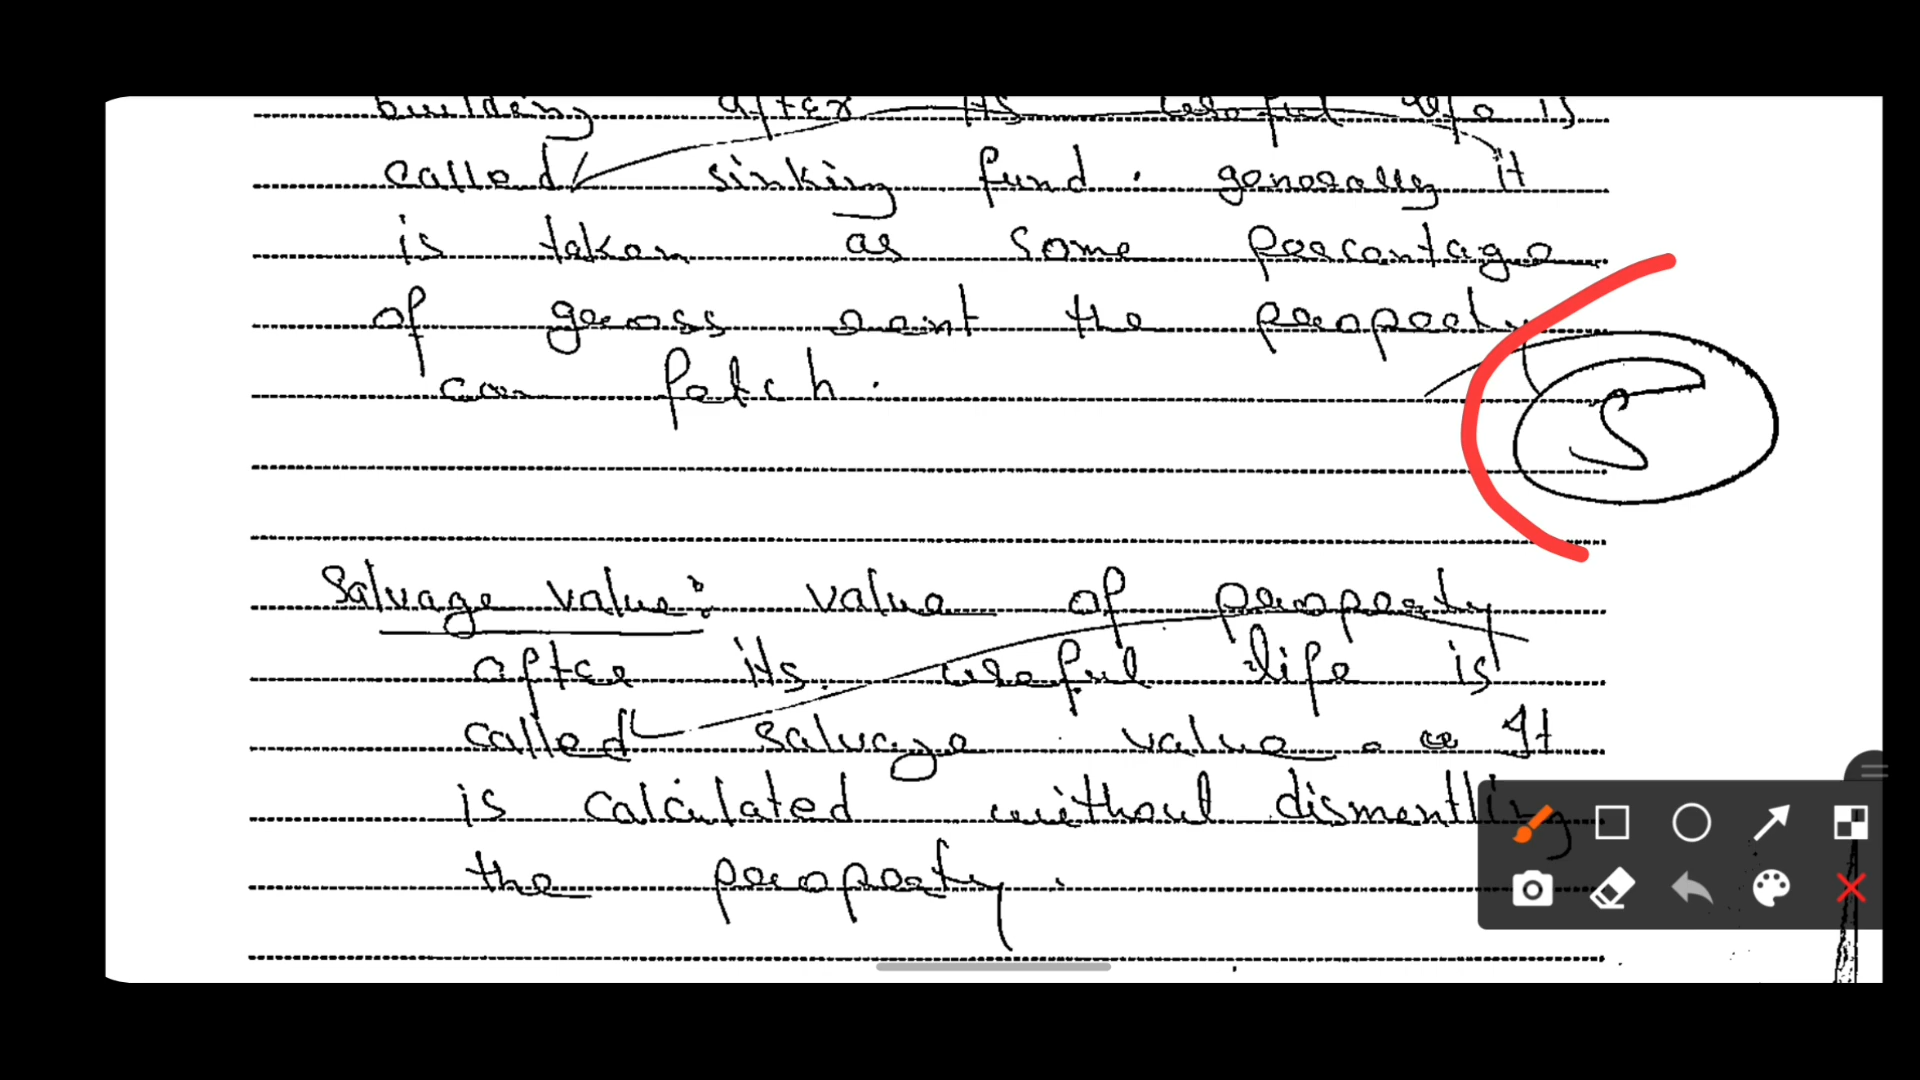 building after its useful life is
called sinking fund. generally it
is taken as some percentage
of gross rent the property
can fetch.
5
Salvage value: value of property
after its useful life is
called salvage value. It
is calculated without dismantling
the property.